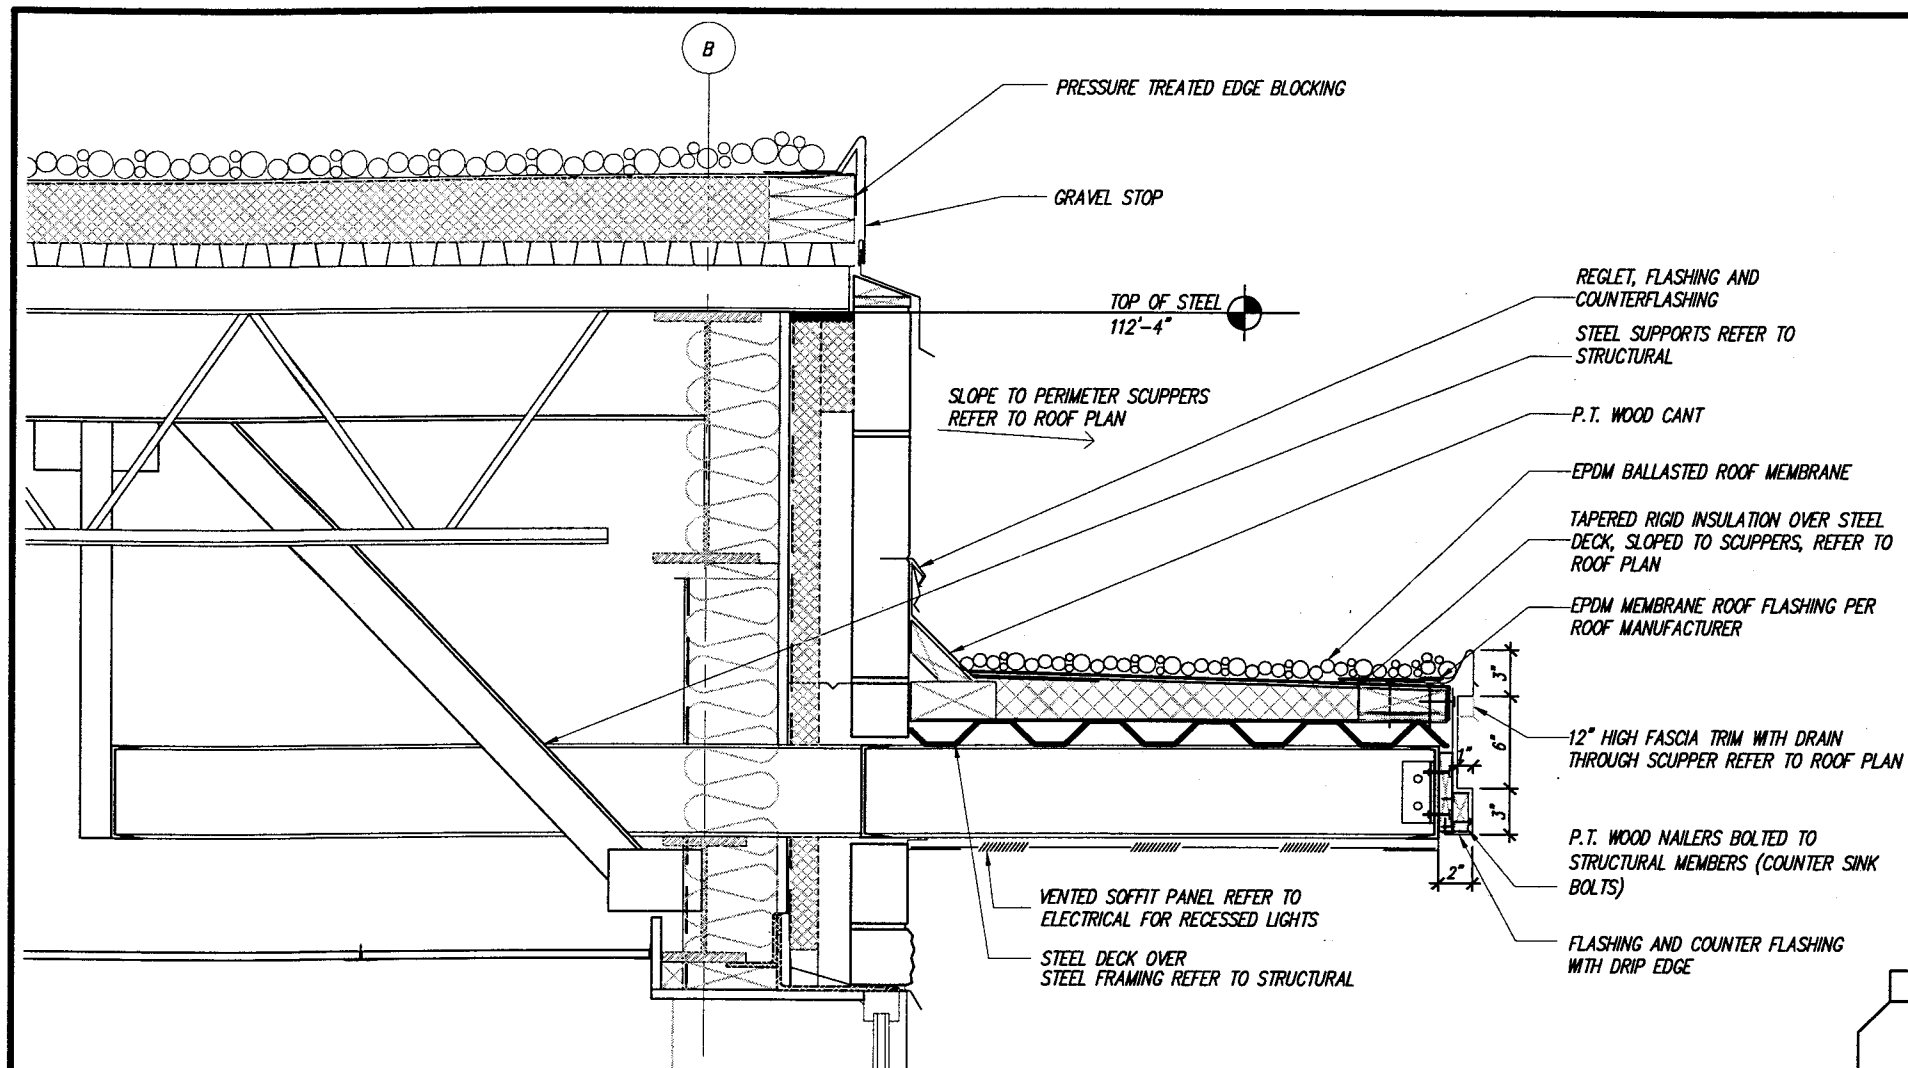 B
PRESSURE TREATED EDGE BLOCKING
GRAVEL STOP
TOP OF STEEL
112'-4"
SLOPE TO PERIMETER SCUPPERS
REFER TO ROOF PLAN
REGLET, FLASHING AND
COUNTERFLASHING
STEEL SUPPORTS REFER TO
STRUCTURAL
P.T. WOOD CANT
EPDM BALLASTED ROOF MEMBRANE
TAPERED RIGID INSULATION OVER STEEL
DECK, SLOPED TO SCUPPERS, REFER TO
ROOF PLAN
EPDM MEMBRANE ROOF FLASHING PER
ROOF MANUFACTURER
3"
12" HIGH FASCIA TRIM WITH DRAIN
THROUGH SCUPPER REFER TO ROOF PLAN
6"
1"
3"
2"
P.T. WOOD NAILERS BOLTED TO
STRUCTURAL MEMBERS (COUNTER SINK
BOLTS)
FLASHING AND COUNTER FLASHING
WITH DRIP EDGE
VENTED SOFFIT PANEL REFER TO
ELECTRICAL FOR RECESSED LIGHTS
STEEL DECK OVER
STEEL FRAMING REFER TO STRUCTURAL